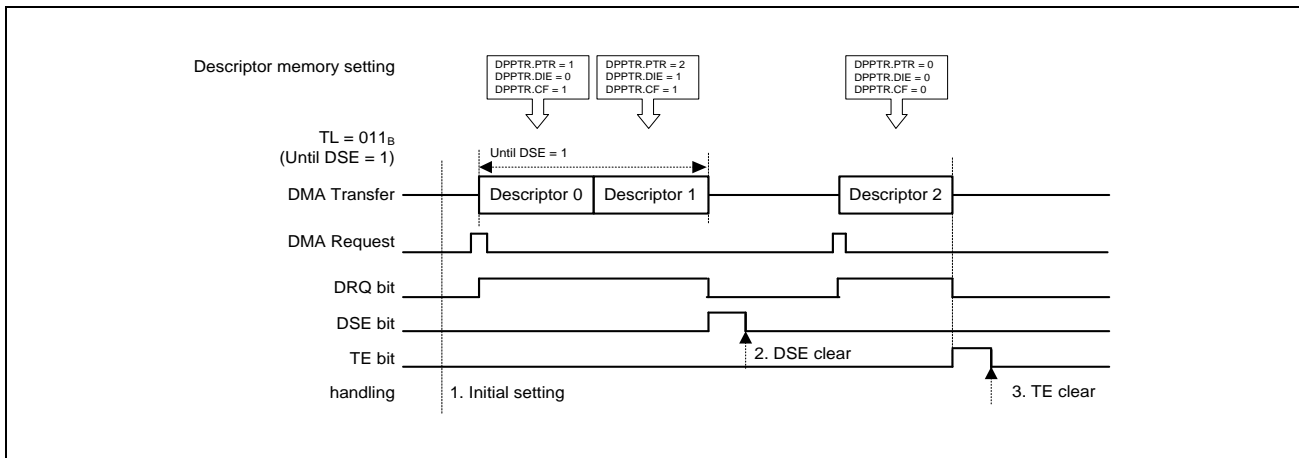 Descriptor memory setting
DPPTR.PTR = 1
DPPTR.DIE = 0
DPPTR.CF = 1
DPPTR.PTR = 2
DPPTR.DIE = 1
DPPTR.CF = 1
DPPTR.PTR = 0
DPPTR.DIE = 0
DPPTR.CF = 0
TL = 011B
(Until DSE = 1)
Until DSE = 1
DMA Transfer
Descriptor 0
Descriptor 1
Descriptor 2
DMA Request
DRQ bit
DSE bit
2. DSE clear
TE bit
handling
1. Initial setting
3. TE clear